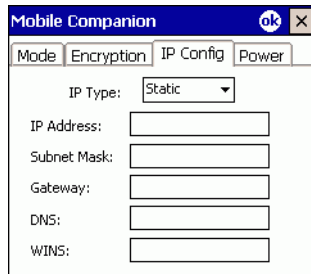 Mobile Companion ok
Mode Encryption IP Config Power
IP Type: Static
IP Address:
Subnet Mask:
Gateway:
DNS:
WINS: